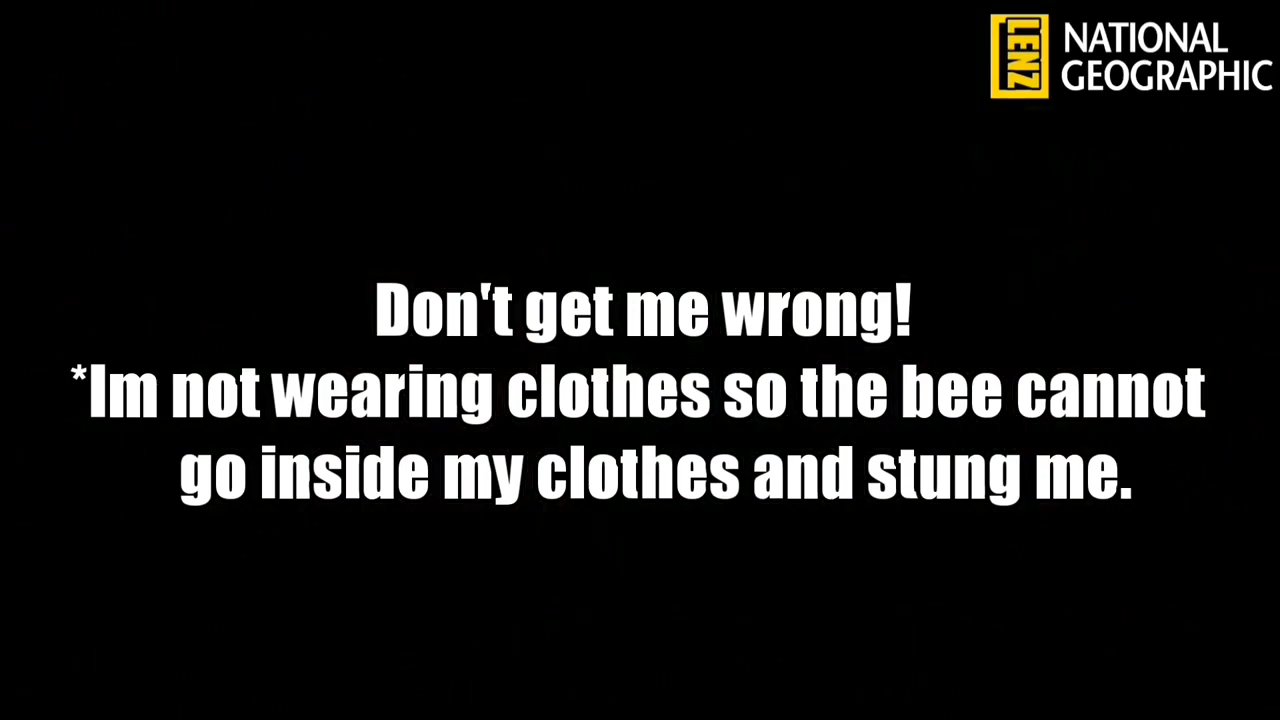 LENZ
NATIONAL
GEOGRAPHIC
Don't get me wrong!
*Im not wearing clothes so the bee cannot
go inside my clothes and stung me.